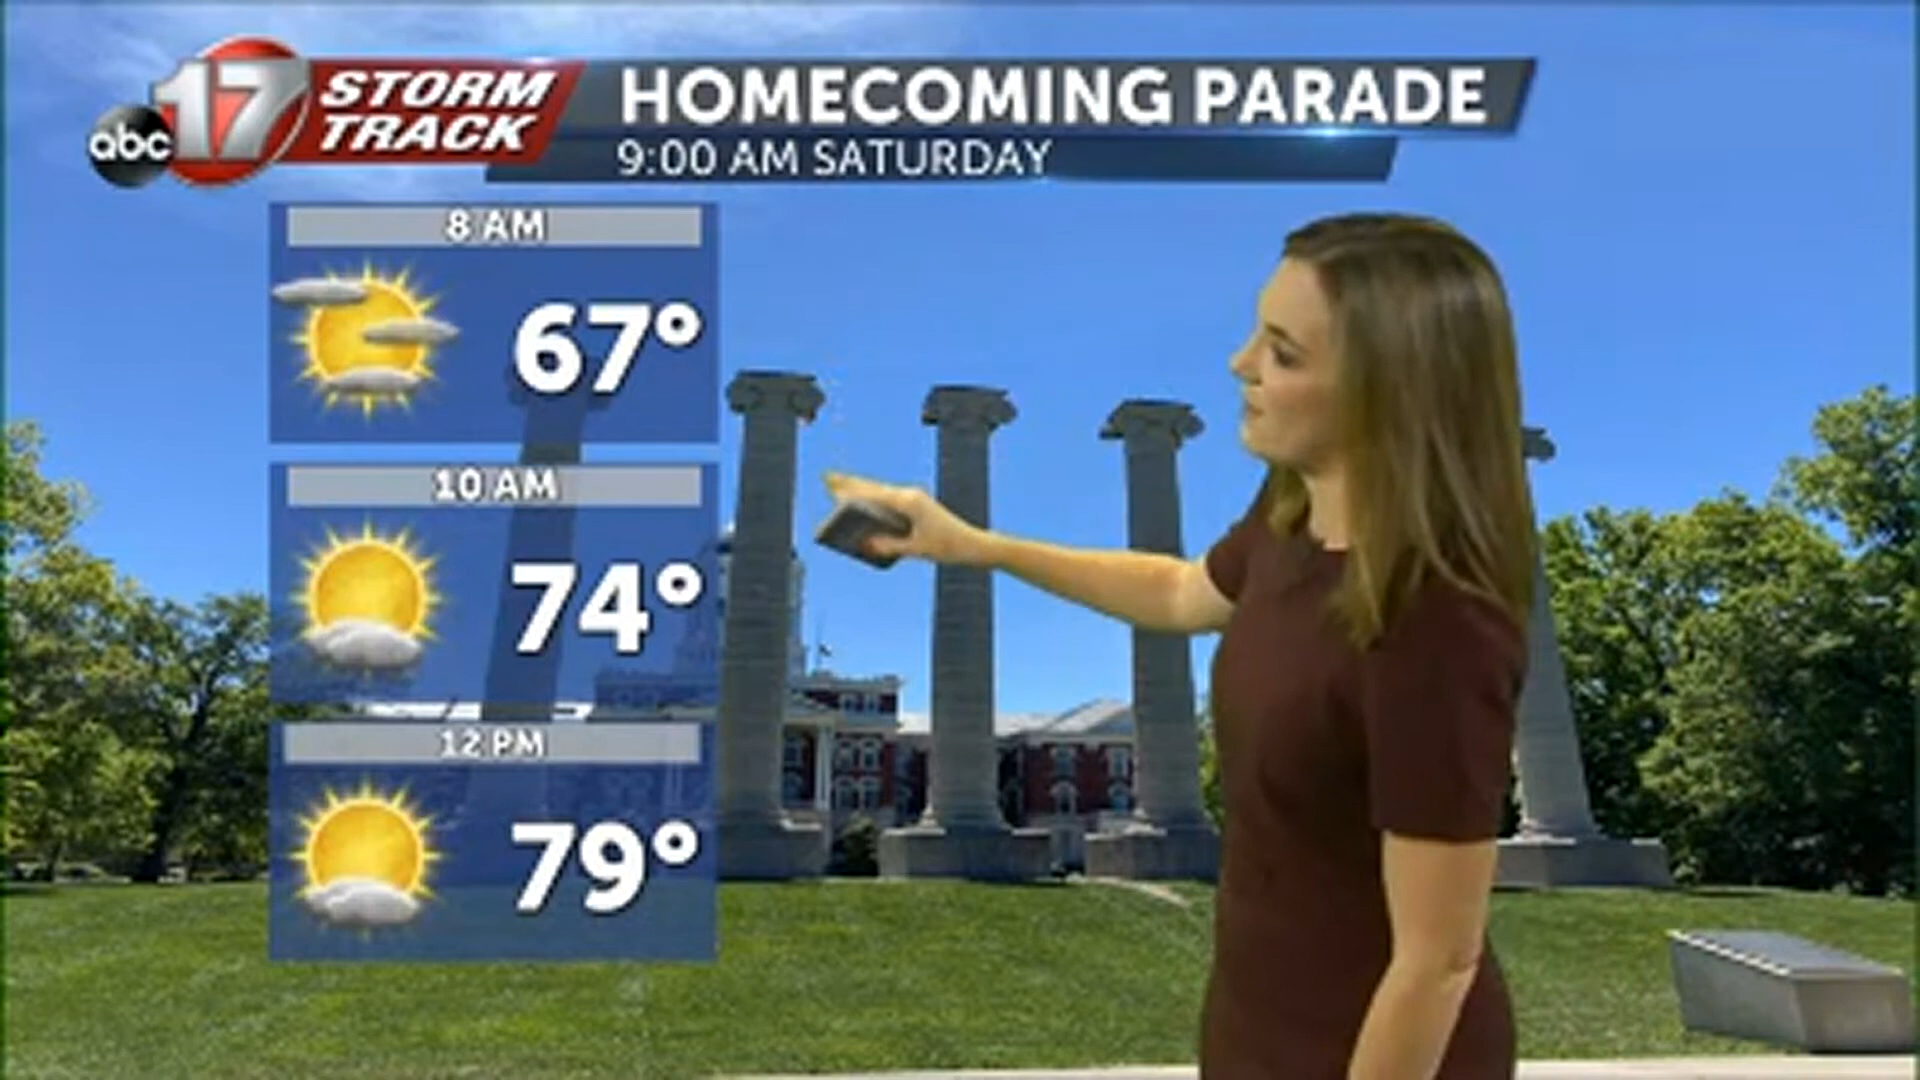 abc 17 STORM TRACK
HOMECOMING PARADE
9:00 AM SATURDAY
8 AM
67°
10 AM
74°
12 PM
79°